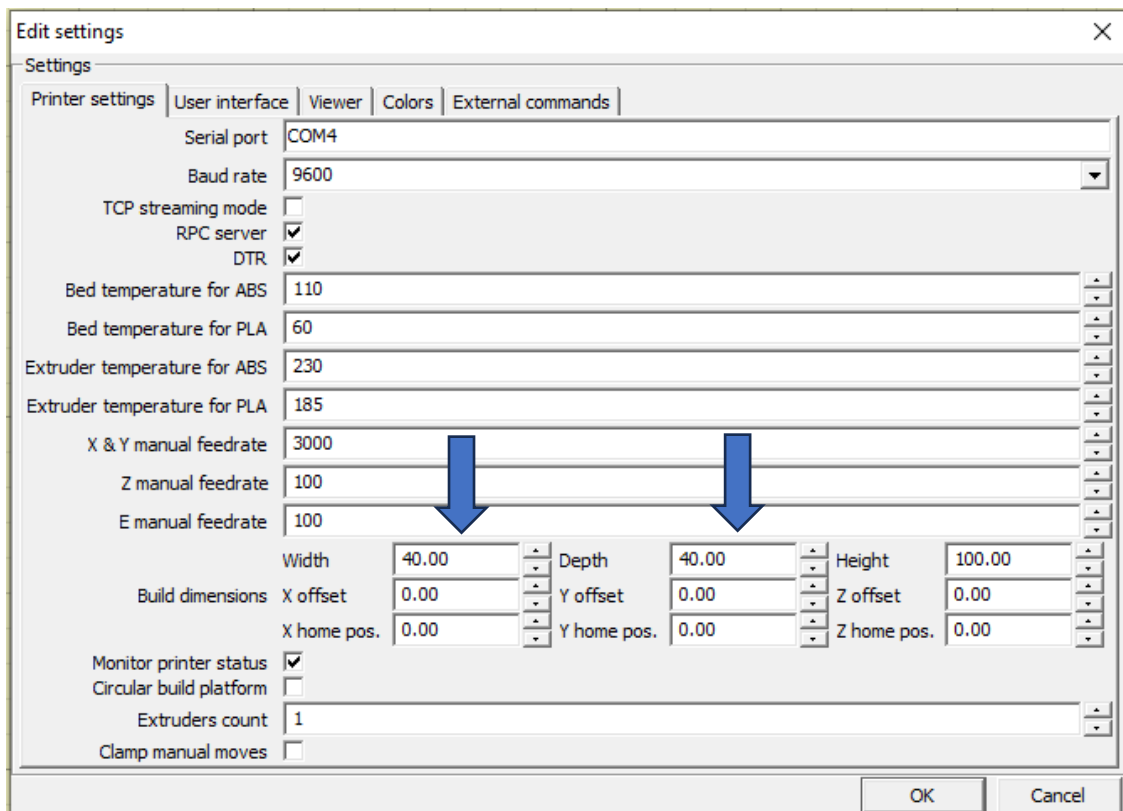 Edit settings
Settings
Printer settings User interface Viewer Colors External commands
Serial port COM4
Baud rate 9600
TCP streaming mode
RPC server
DTR
Bed temperature for ABS 110
Bed temperature for PLA 60
Extruder temperature for ABS 230
Extruder temperature for PLA 185
X & Y manual feedrate 3000
Z manual feedrate 100
E manual feedrate 100
Width 40.00 Depth 40.00 Height 100.00
Build dimensions X offset 0.00 Y offset 0.00 Z offset 0.00
X home pos. 0.00 Y home pos. 0.00 Z home pos. 0.00
Monitor printer status
Circular build platform
Extruders count 1
Clamp manual moves
OK Cancel